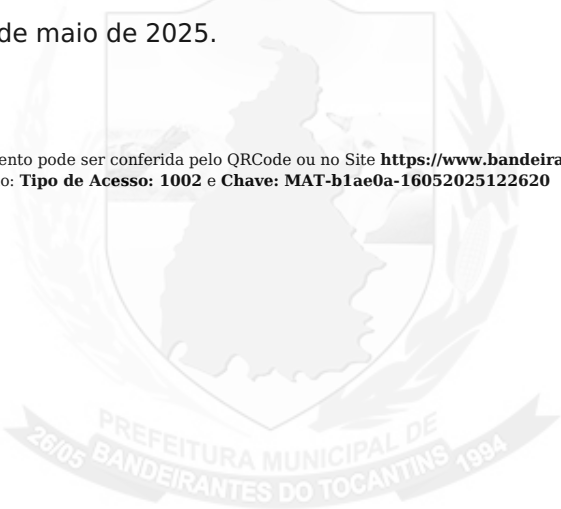 de maio de 2025.
ento pode ser conferida pelo QRCode ou no Site https://www.bandeira
o: Tipo de Acesso: 1002 e Chave: MAT-b1ae0a-16052025122620
PREFEITURA MUNICIPAL DE
26/05 BANDEIRANTES DO TOCANTINS 1994